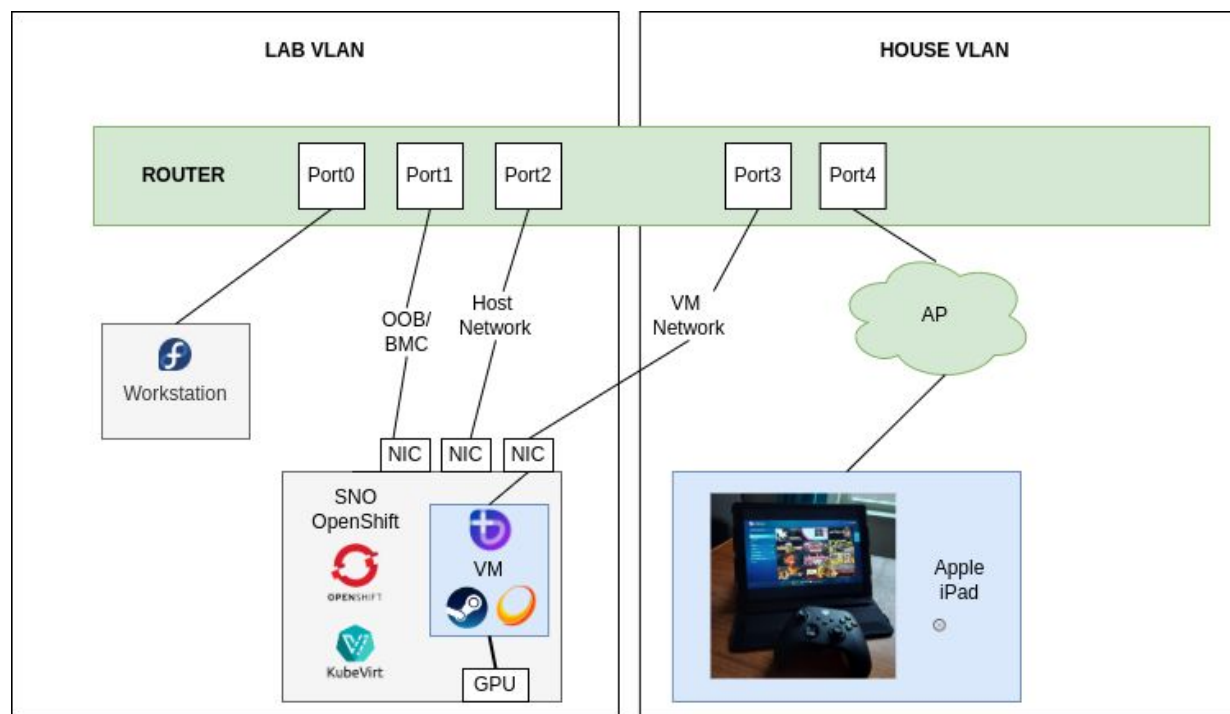 LAB VLAN
HOUSE VLAN
ROUTER
Port0
Port1
Port2
Port3
Port4
OOB/
BMC
Host
Network
VM
Network
AP
Workstation
NIC
NIC
NIC
SNO
OpenShift
OPENSHIFT
KubeVirt
VM
GPU
Apple
iPad